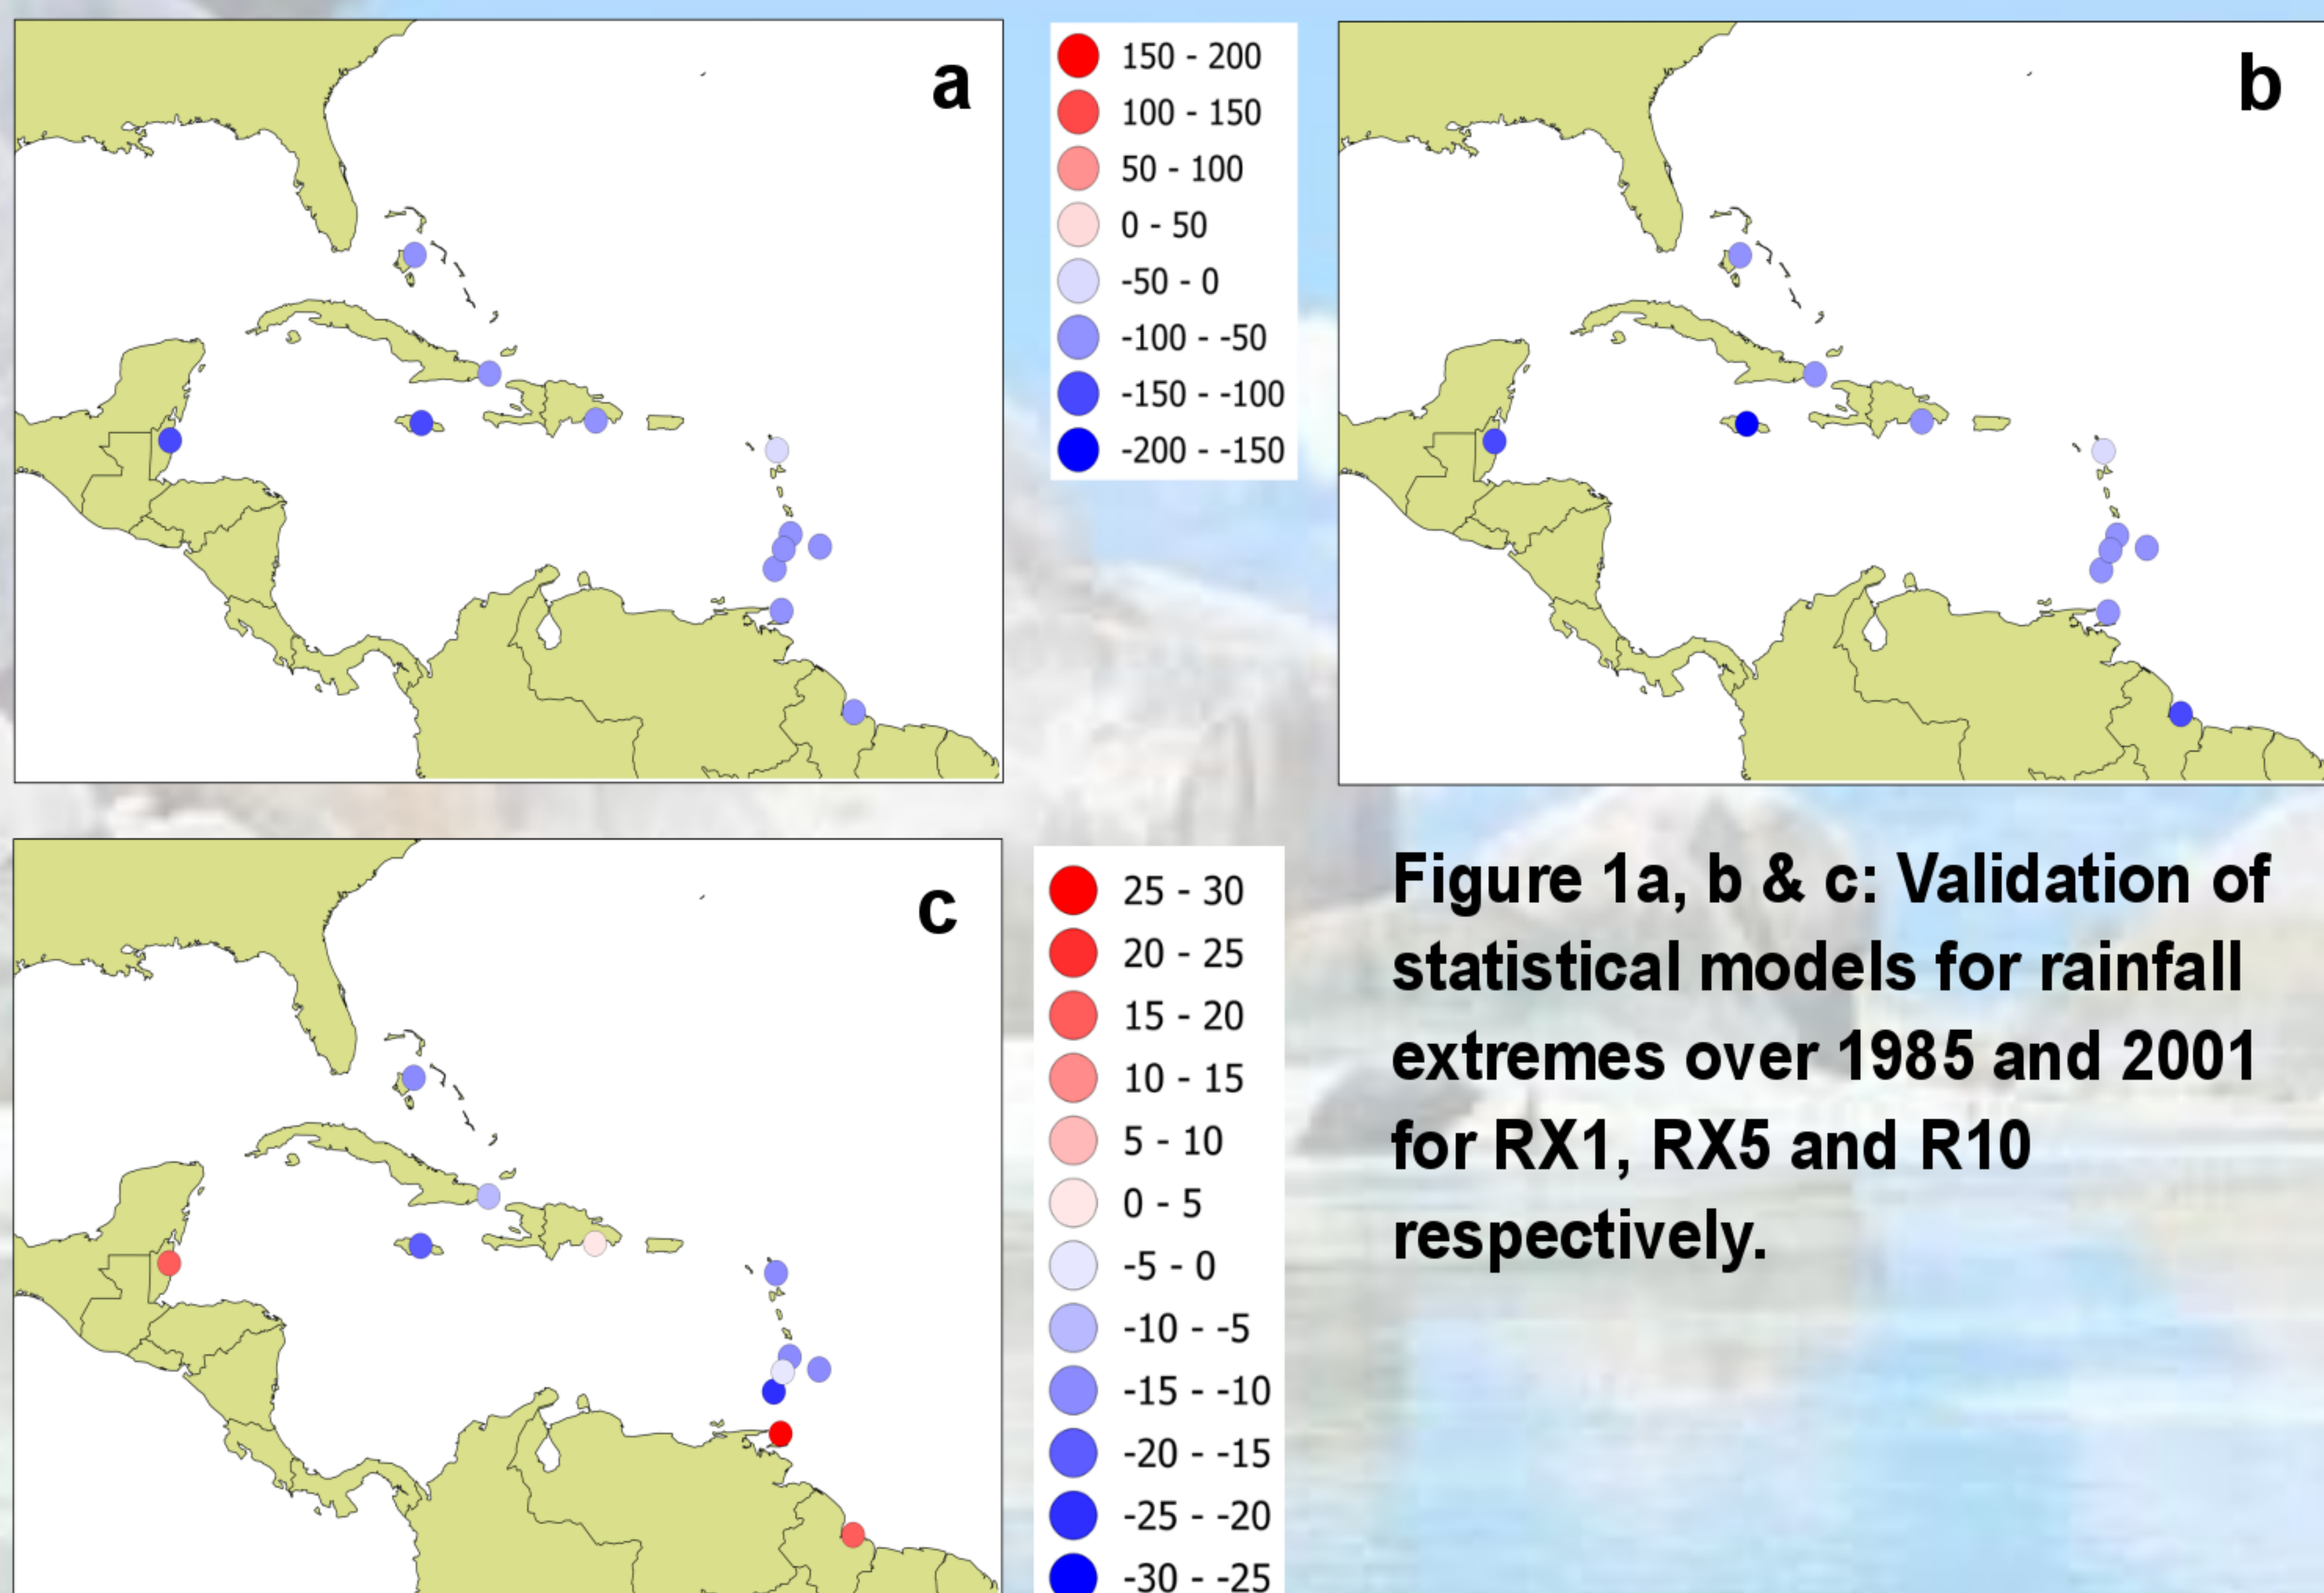 a
150 - 200
100 - 150
50 - 100
0 - 50
-50 - 0
-100 - -50
-150 - -100
-200 - -150
b
c
25 - 30
20 - 25
15 - 20
10 - 15
5 - 10
0 - 5
-5 - 0
-10 - -5
-15 - -10
-20 - -15
-25 - -20
-30 - -25
Figure 1a, b & c: Validation of
statistical models for rainfall
extremes over 1985 and 2001
for RX1, RX5 and R10
respectively.